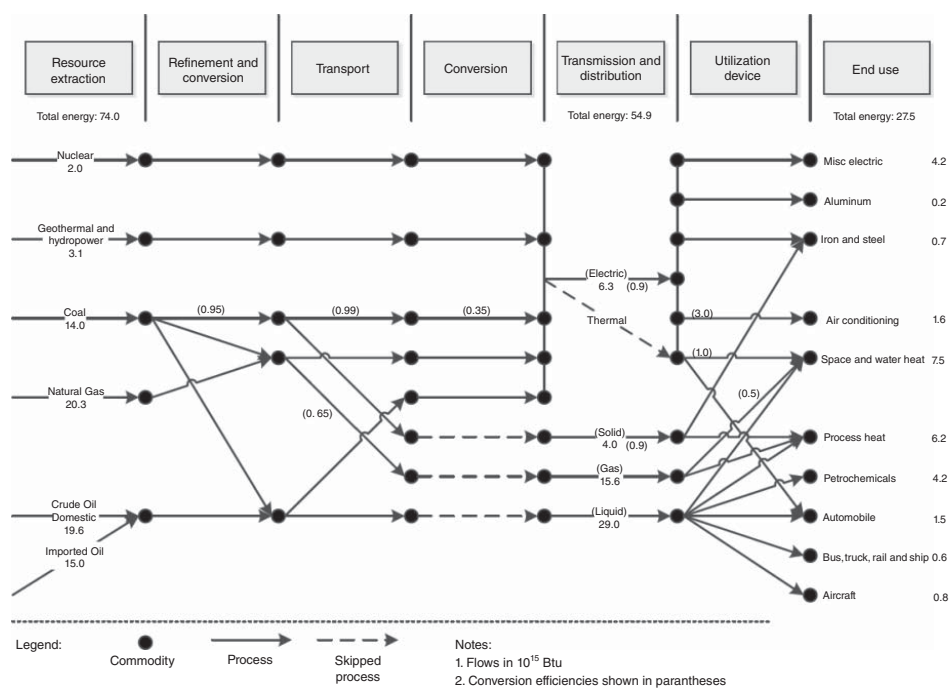 Resource
extraction
Refinement and
conversion
Transport
Conversion
Transmission and
distribution
Utilization
device
End use
Total energy: 74.0
Total energy: 54.9
Total energy: 27.5
Nuclear
2.0
Misc electric 4.2
Aluminum 0.2
Geothermal and
hydropower
3.1
Iron and steel 0.7
(Electric)
6.3 (0.9)
Thermal
Coal
14.0
(0.95)
(0.99)
(0.35)
(3.0)
Air conditioning 1.6
(1.0)
Space and water heat 7.5
Natural Gas
20.3
(0. 65)
(0.5)
(Solid)
4.0 (0.9)
Process heat 6.2
(Gas)
15.6
Petrochemicals 4.2
Crude Oil
Domestic
19.6
(Liquid)
29.0
Automobile 1.5
Imported Oil
15.0
Bus, truck, rail and ship 0.6
Aircraft 0.8
Legend:
Commodity
Process
Skipped
process
Notes:
1. Flows in 10¹⁵ Btu
2. Conversion efficiencies shown in parantheses